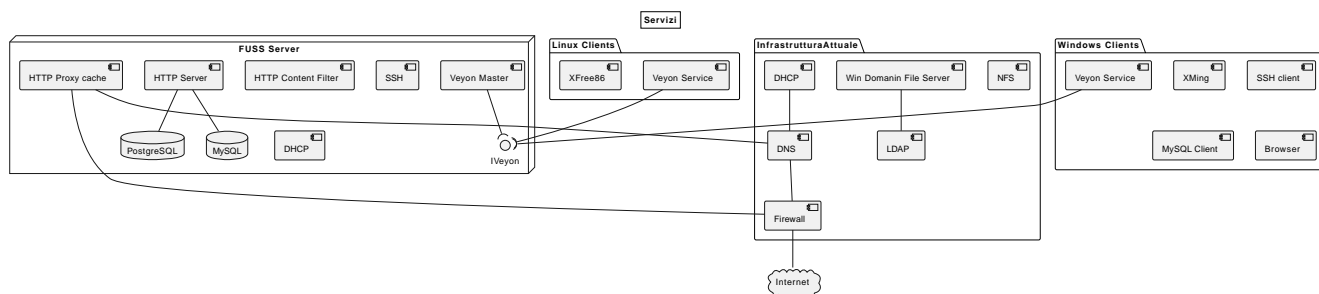 Servizi
FUSS Server
HTTP Proxy cache
HTTP Server
HTTP Content Filter
SSH
Veyon Master
PostgreSQL
MySQL
DHCP
IVeyon
Linux Clients
XFree86
Veyon Service
InfrastrutturaAttuale
DHCP
Win Domanin File Server
NFS
DNS
LDAP
Firewall
Windows Clients
Veyon Service
XMing
SSH client
MySQL Client
Browser
Internet